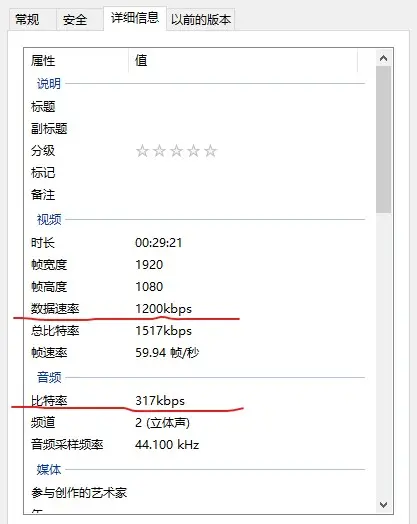 常规 安全 详细信息 以前的版本
属性 值
说明
标题
副标题
分级 ☆☆☆☆☆
标记
备注
视频
时长 00:29:21
帧宽度 1920
帧高度 1080
数据速率 1200kbps
总比特率 1517kbps
帧速率 59.94 帧/秒
音频
比特率 317kbps
频道 2 (立体声)
音频采样频率 44.100 kHz
媒体
参与创作的艺术家